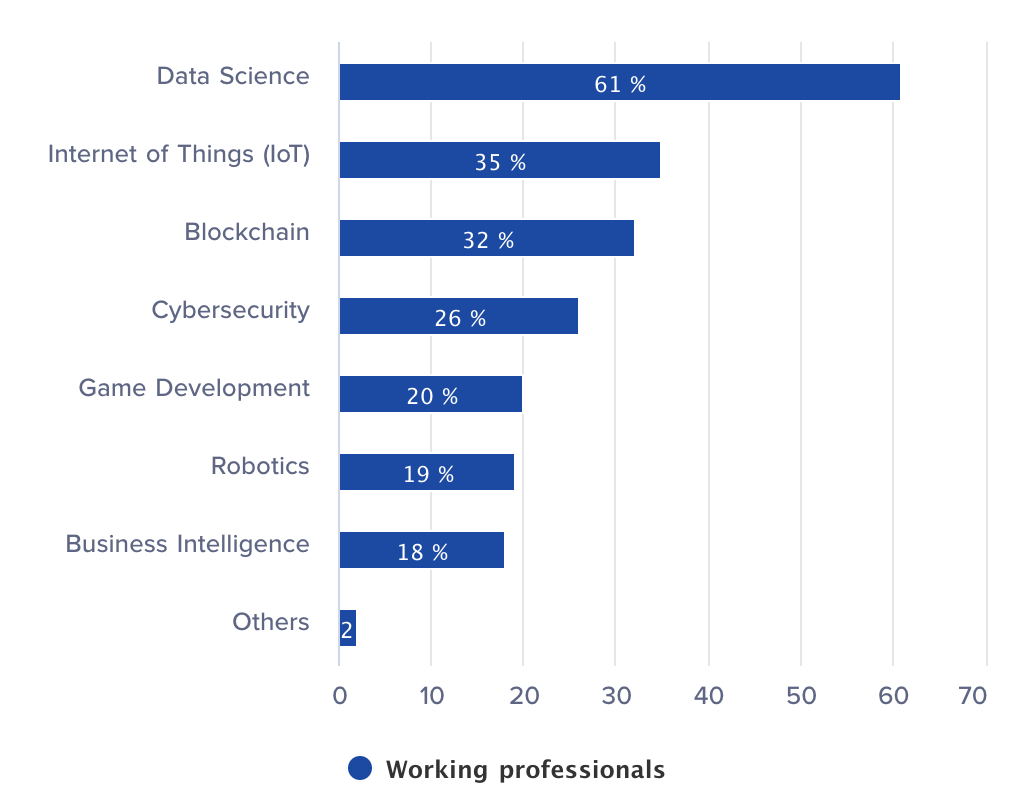 Data Science 61 %
Internet of Things (IoT) 35 %
Blockchain 32 %
Cybersecurity 26 %
Game Development 20 %
Robotics 19 %
Business Intelligence 18 %
Others 2
0 10 20 30 40 50 60 70
Working professionals